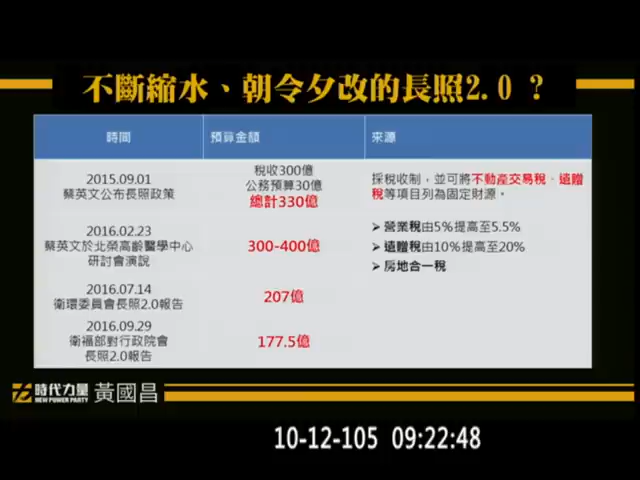 不斷縮水、朝令夕改的長照2.0 ?
時間 預算金額 來源
2015.09.01
蔡英文公布長照政策
稅收300億
公務預算30億
總計330億
採稅收制，並可將不動產交易稅、遺贈
稅等項目列為固定財源。
2016.02.23
蔡英文於北榮高齡醫學中心
研討會演說
300-400億
➤ 營業稅由5%提高至5.5%
➤ 遺贈稅由10%提高至20%
➤ 房地合一稅
2016.07.14
衛環委員會長照2.0報告
207億
2016.09.29
衛福部對行政院會
長照2.0報告
177.5億
時代力量
NEW POWER PARTY
黃國昌
10-12-105 09:22:48